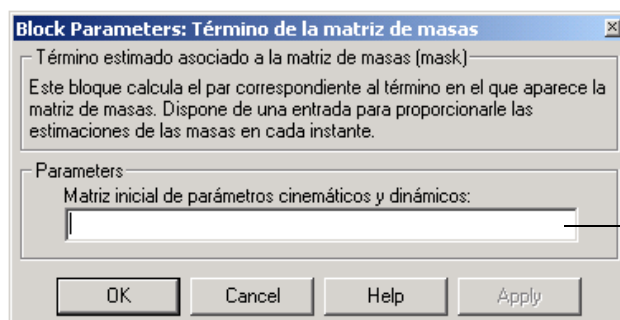 Block Parameters: Término de la matriz de masas
Término estimado asociado a la matriz de masas (mask)
Este bloque calcula el par correspondiente al término en el que aparece la
matriz de masas. Dispone de una entrada para proporcionarle las
estimaciones de las masas en cada instante.
Parameters
Matriz inicial de parámetros cinemáticos y dinámicos:
OK Cancel Help Apply